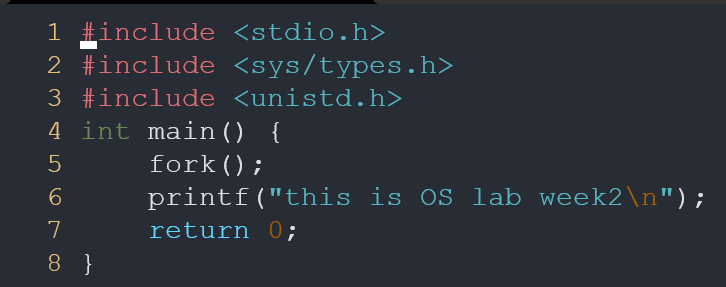 1 #include <stdio.h>
2 #include <sys/types.h>
3 #include <unistd.h>
4 int main() {
5     fork();
6     printf("this is OS lab week2\n");
7     return 0;
8 }